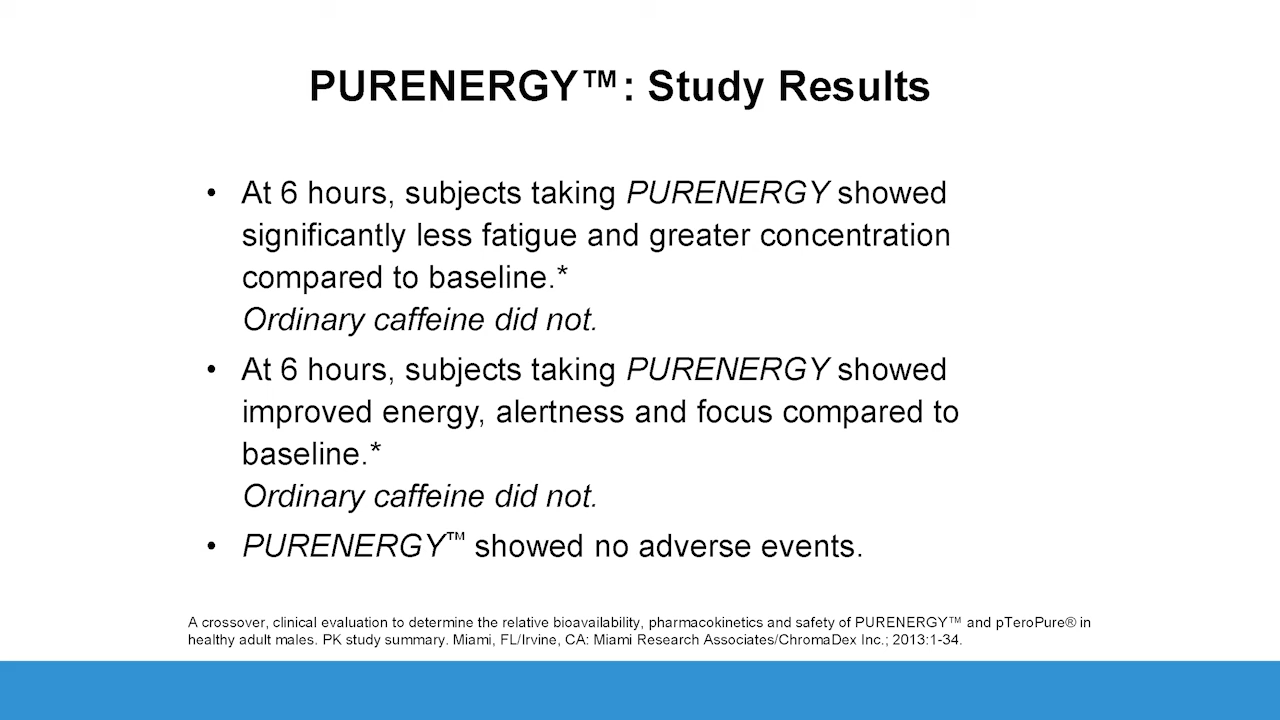 PURENERGY™: Study Results
• At 6 hours, subjects taking PURENERGY showed
significantly less fatigue and greater concentration
compared to baseline.*
Ordinary caffeine did not.
• At 6 hours, subjects taking PURENERGY showed
improved energy, alertness and focus compared to
baseline.*
Ordinary caffeine did not.
• PURENERGY™ showed no adverse events.
A crossover, clinical evaluation to determine the relative bioavailability, pharmacokinetics and safety of PURENERGY™ and pTeroPure® in
healthy adult males. PK study summary. Miami, FL/Irvine, CA: Miami Research Associates/ChromaDex Inc.; 2013:1-34.